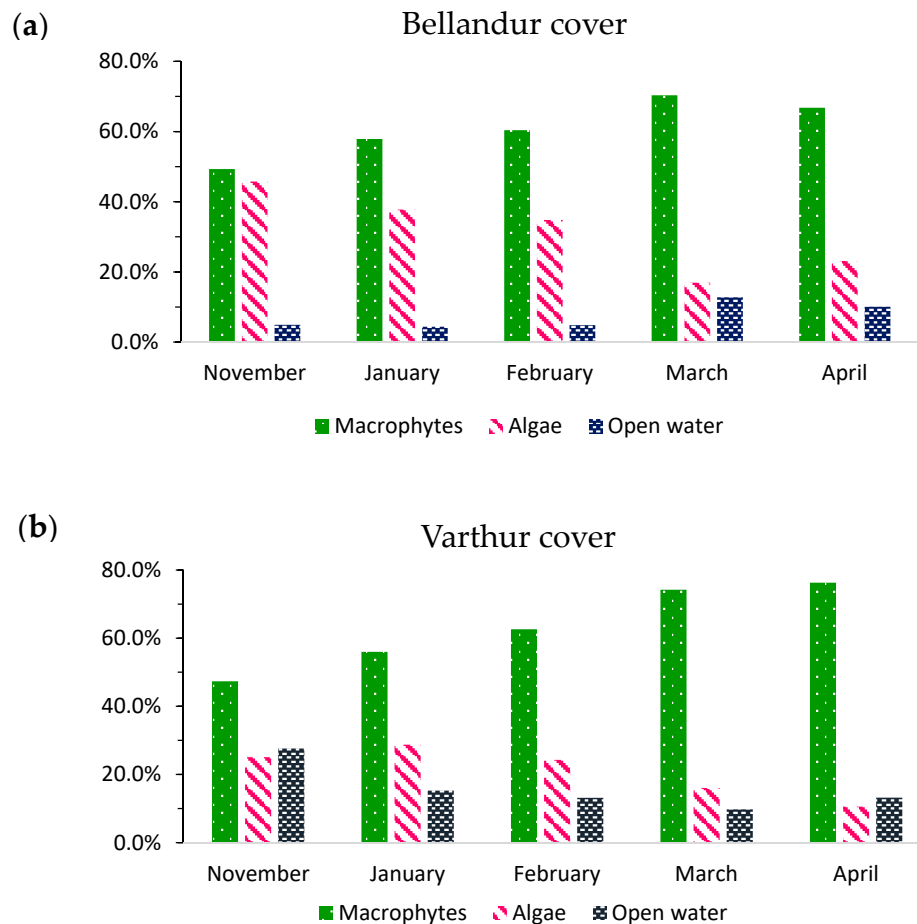 (a)
Bellandur cover
80.0%
60.0%
40.0%
20.0%
0.0%
November January February March April
Macrophytes Algae Open water
(b)
Varthur cover
80.0%
60.0%
40.0%
20.0%
0.0%
November January February March April
Macrophytes Algae Open water